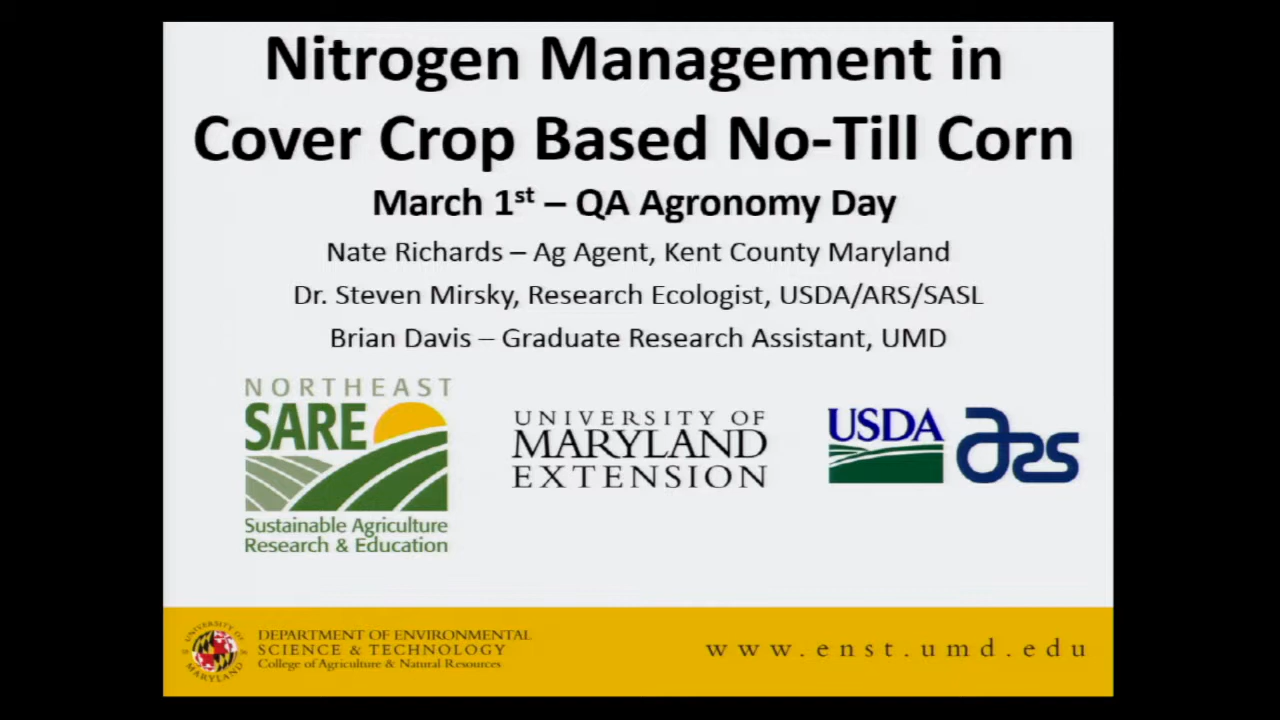 Nitrogen Management in
Cover Crop Based No-Till Corn
March 1st – QA Agronomy Day
Nate Richards – Ag Agent, Kent County Maryland
Dr. Steven Mirsky, Research Ecologist, USDA/ARS/SASL
Brian Davis – Graduate Research Assistant, UMD
NORTHEAST
SARE
Sustainable Agriculture
Research & Education
UNIVERSITY OF
MARYLAND
EXTENSION
USDA ars
UNIVERSITY OF
MARYLAND
DEPARTMENT OF ENVIRONMENTAL
SCIENCE & TECHNOLOGY
College of Agriculture & Natural Resources
www.enst.umd.edu